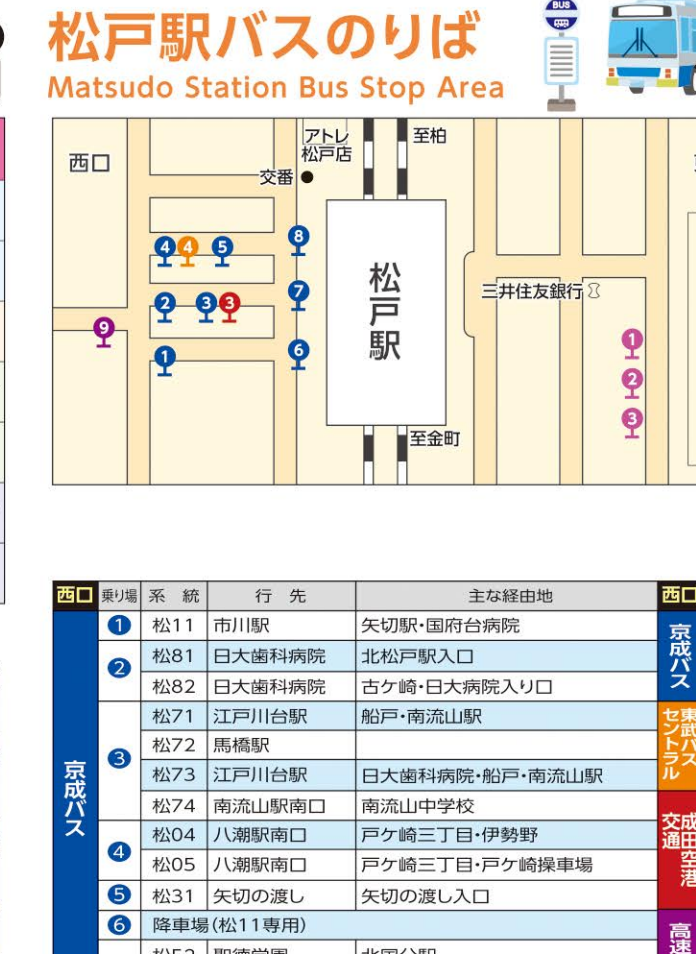 松戸駅バスのりば
BUS
Matsudo Station Bus Stop Area
アトレ
松戸店
至柏
西口
交番
8
4 4 5
松戸駅
7
三井住友銀行
2 3 3
9
1
6
1
2
3
至金町
西口 乗り場 系 統 行 先 主な経由地 西口
京成バス
1 松11 市川駅 矢切駅・国府台病院
2 松81 日大歯科病院 北松戸駅入口
松82 日大歯科病院 古ケ崎・日大病院入り口
3 松71 江戸川台駅 船戸・南流山駅
松72 馬橋駅
松73 江戸川台駅 日大歯科病院・船戸・南流山駅
松74 南流山駅南口 南流山中学校
4 松04 八潮駅南口 戸ケ崎三丁目・伊勢野
松05 八潮駅南口 戸ケ崎三丁目・戸ケ崎操車場
5 松31 矢切の渡し 矢切の渡し入口
6 降車場(松11専用)
松53 聖徳学園 北国分駅
京成バス
東武バス
セントラル
成田空港
交通
高速